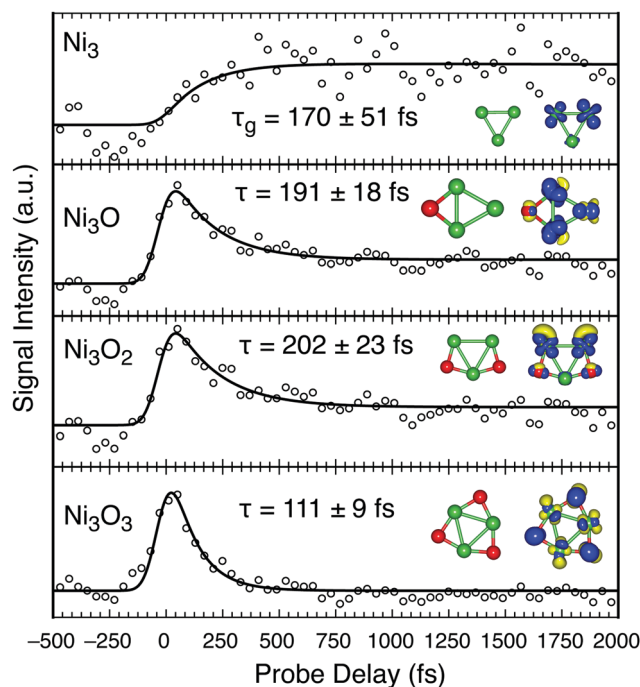 Ni₃
τg = 170 ± 51 fs
Ni₃O
τ = 191 ± 18 fs
Ni₃O₂
τ = 202 ± 23 fs
Ni₃O₃
τ = 111 ± 9 fs
Signal Intensity (a.u.)
−500 −250 0 250 500 750 1000 1250 1500 1750 2000
Probe Delay (fs)